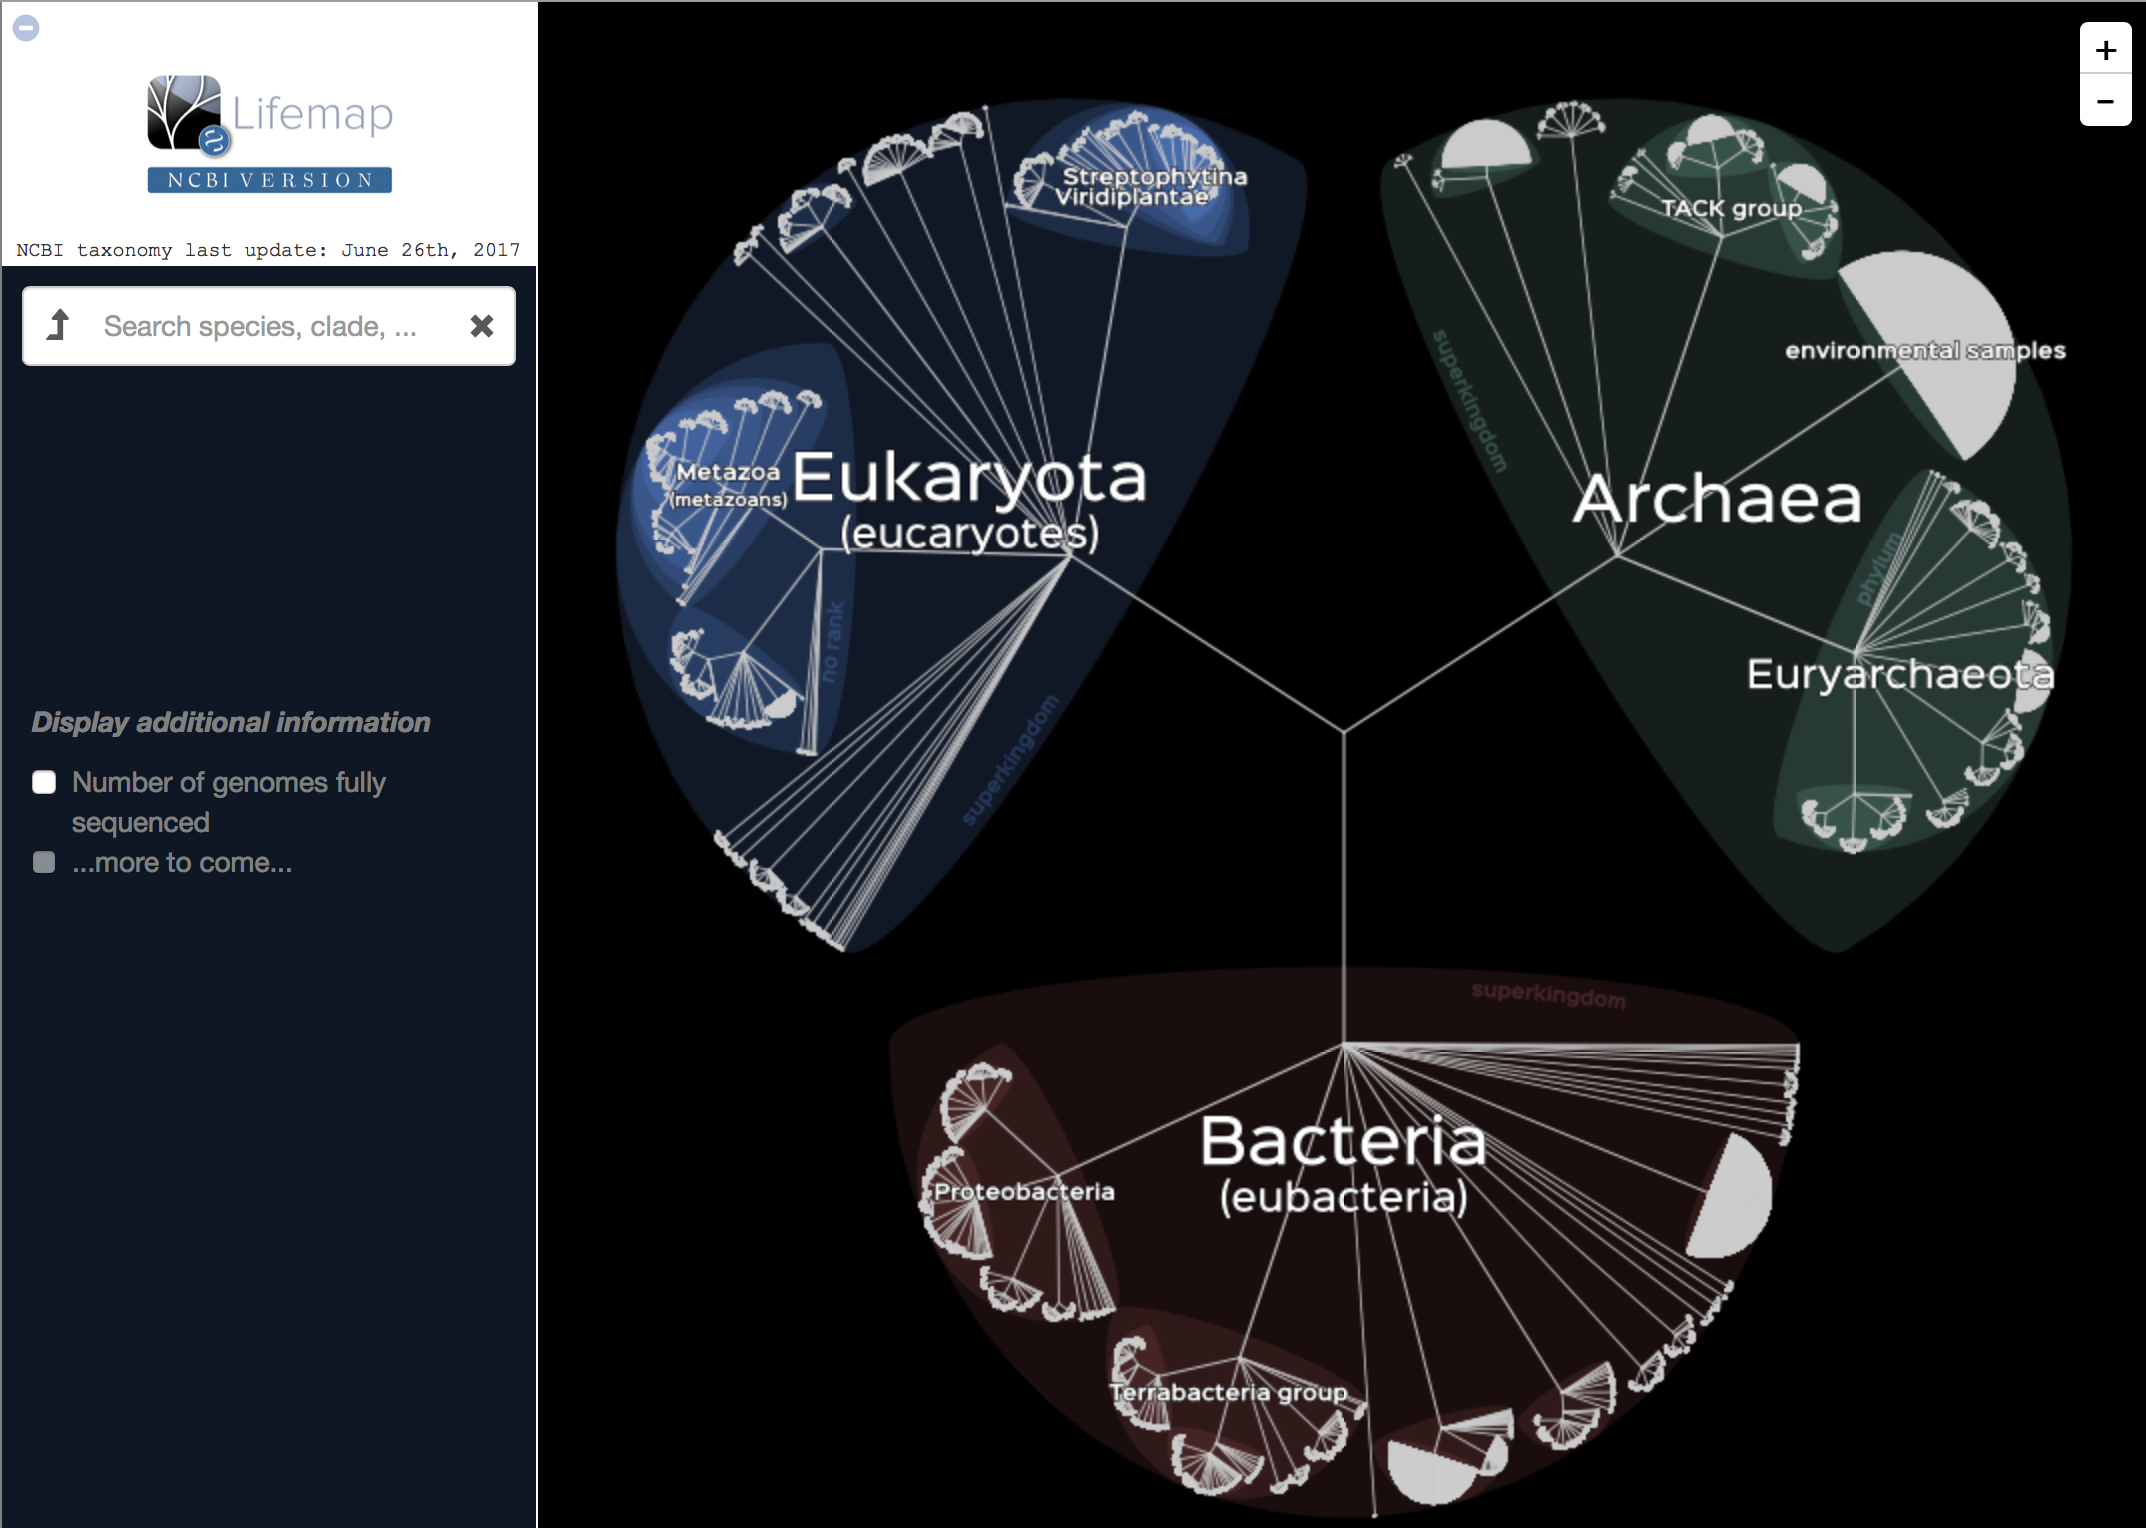 Lifemap
NCBI VERSION
NCBI taxonomy last update: June 26th, 2017
Search species, clade, ...
Display additional information
Number of genomes fully
sequenced
...more to come...
+
−
Streptophytina
Viridiplantae
Metazoa
(metazoans)
Eukaryota
(eucaryotes)
no rank
superkingdom
TACK group
environmental samples
superkingdom
Archaea
phylum
Euryarchaeota
superkingdom
Bacteria
(eubacteria)
Proteobacteria
Terrabacteria group